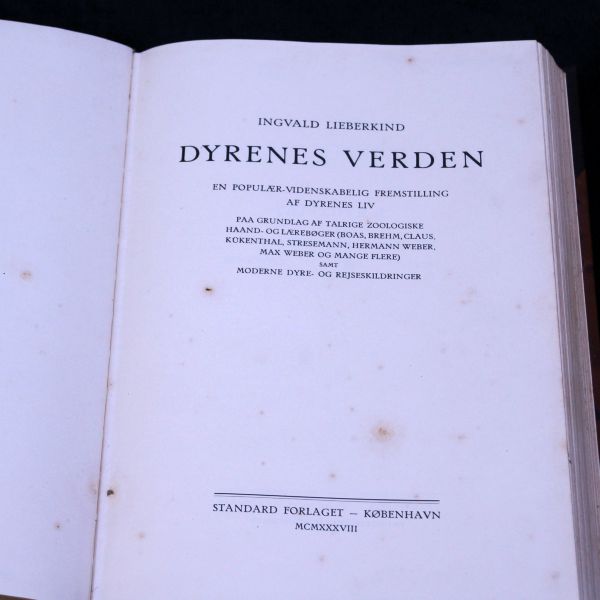 INGVALD LIEBERKIND
DYRENES VERDEN
EN POPULÆR-VIDENSKABELIG FREMSTILLING
AF DYRENES LIV
PAA GRUNDLAG AF TALRIGE ZOOLOGISKE
HAAND- OG LÆREBØGER (BOAS, BREHM, CLAUS,
KÜKENTHAL, STRESEMANN, HERMANN WEBER,
MAX WEBER OG MANGE FLERE)
SAMT
MODERNE DYRE- OG REJSESKILDRINGER
STANDARD FORLAGET – KØBENHAVN
MCMXXXVIII